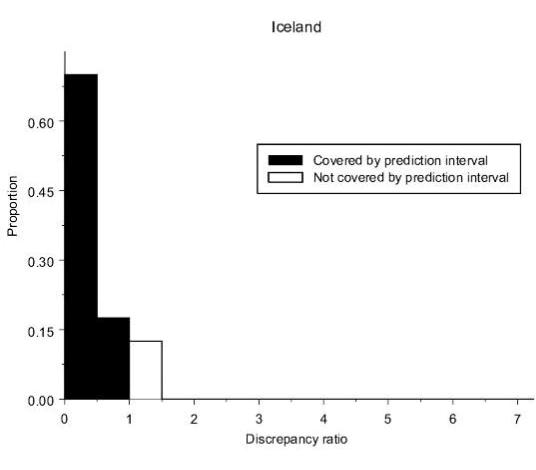 Iceland
Proportion
0.60
0.45
0.30
0.15
0.00
Covered by prediction interval
Not covered by prediction interval
0 1 2 3 4 5 6 7
Discrepancy ratio